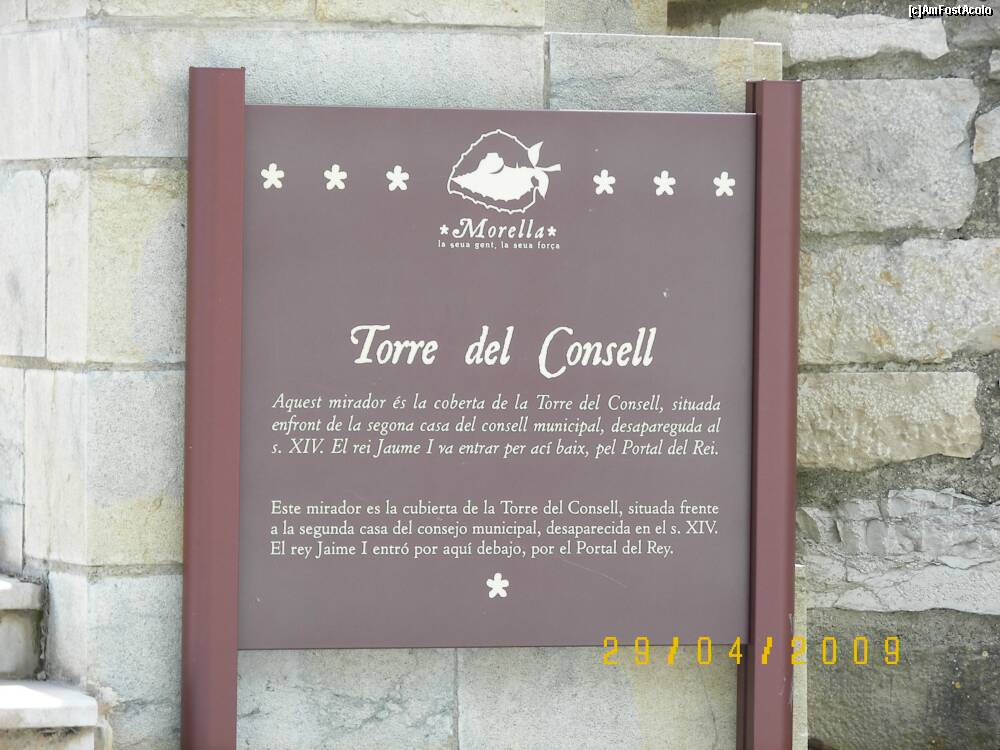 [c]AmFostAcolo
*Morella*
la seua gent, la seua força
Torre del Consell
Aquest mirador és la coberta de la Torre del Consell, situada
enfront de la segona casa del consell municipal, desapareguda al
s. XIV. El rei Jaume I va entrar per ací baix, pel Portal del Rei.
Este mirador es la cubierta de la Torre del Consell, situada frente
a la segunda casa del consejo municipal, desaparecida en el s. XIV.
El rey Jaime I entró por aquí debajo, por el Portal del Rey.
29/04/2009